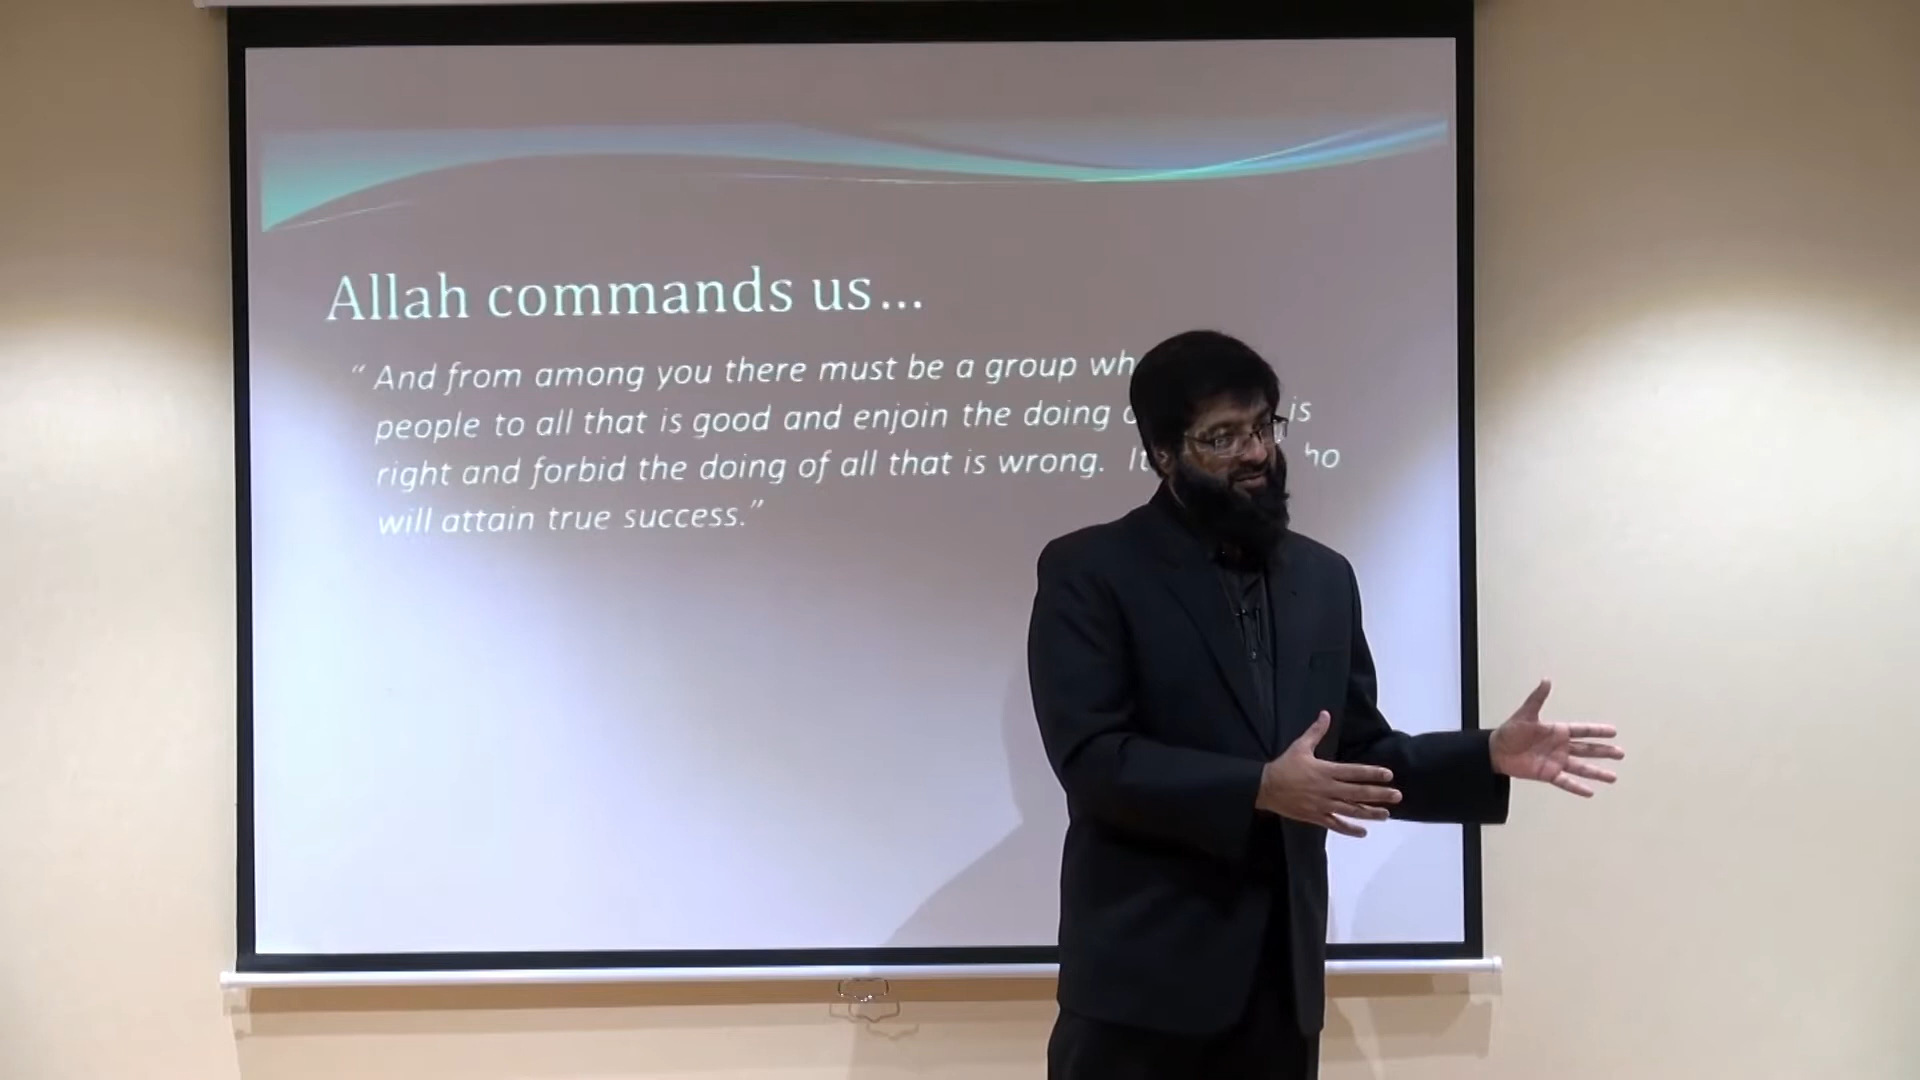 Allah commands us...
“And from among you there must be a group
people to all that is good and enjoin the doing is
right and forbid the doing of all that is wrong. It
will attain true success.”